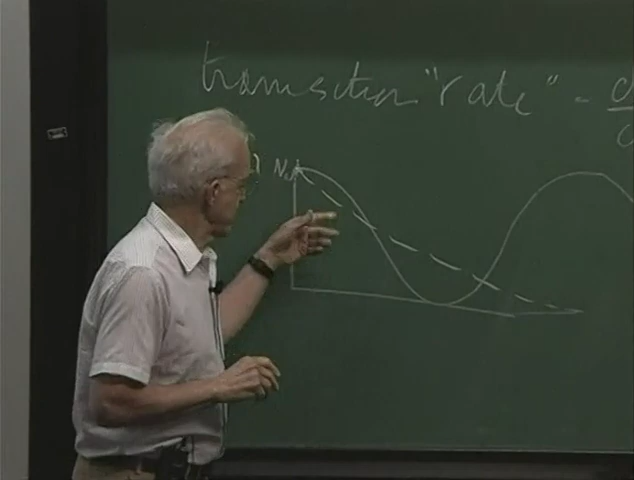 transition "rate" =
N